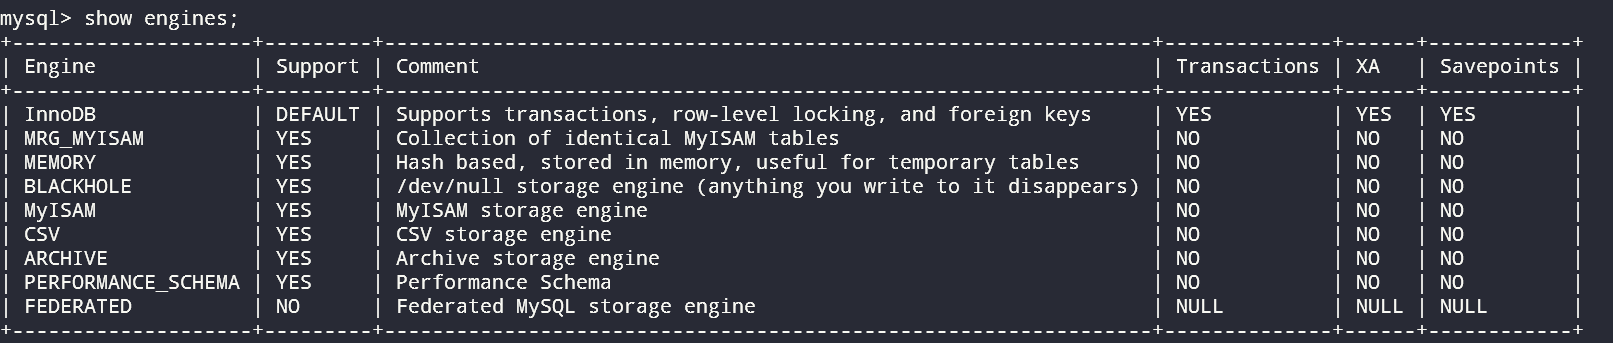 mysql> show engines;
+--------------------+---------+----------------------------------------------------------------+--------------+------+------------+
| Engine             | Support | Comment                                                        | Transactions | XA   | Savepoints |
+--------------------+---------+----------------------------------------------------------------+--------------+------+------------+
| InnoDB             | DEFAULT | Supports transactions, row-level locking, and foreign keys     | YES          | YES  | YES        |
| MRG_MYISAM         | YES     | Collection of identical MyISAM tables                          | NO           | NO   | NO         |
| MEMORY             | YES     | Hash based, stored in memory, useful for temporary tables      | NO           | NO   | NO         |
| BLACKHOLE          | YES     | /dev/null storage engine (anything you write to it disappears) | NO           | NO   | NO         |
| MyISAM             | YES     | MyISAM storage engine                                          | NO           | NO   | NO         |
| CSV                | YES     | CSV storage engine                                             | NO           | NO   | NO         |
| ARCHIVE            | YES     | Archive storage engine                                         | NO           | NO   | NO         |
| PERFORMANCE_SCHEMA | YES     | Performance Schema                                             | NO           | NO   | NO         |
| FEDERATED          | NO      | Federated MySQL storage engine                                 | NULL         | NULL | NULL       |
+--------------------+---------+----------------------------------------------------------------+--------------+------+------------+